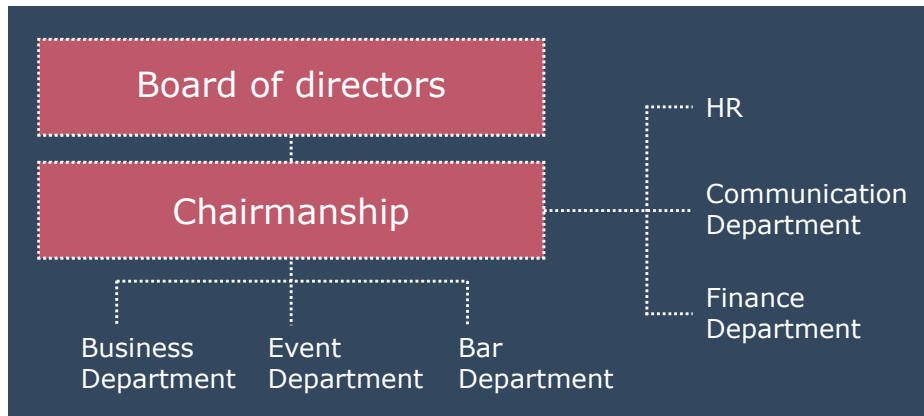 Board of directors
Chairmanship
HR
Communication
Department
Finance
Department
Business
Department
Event
Department
Bar
Department